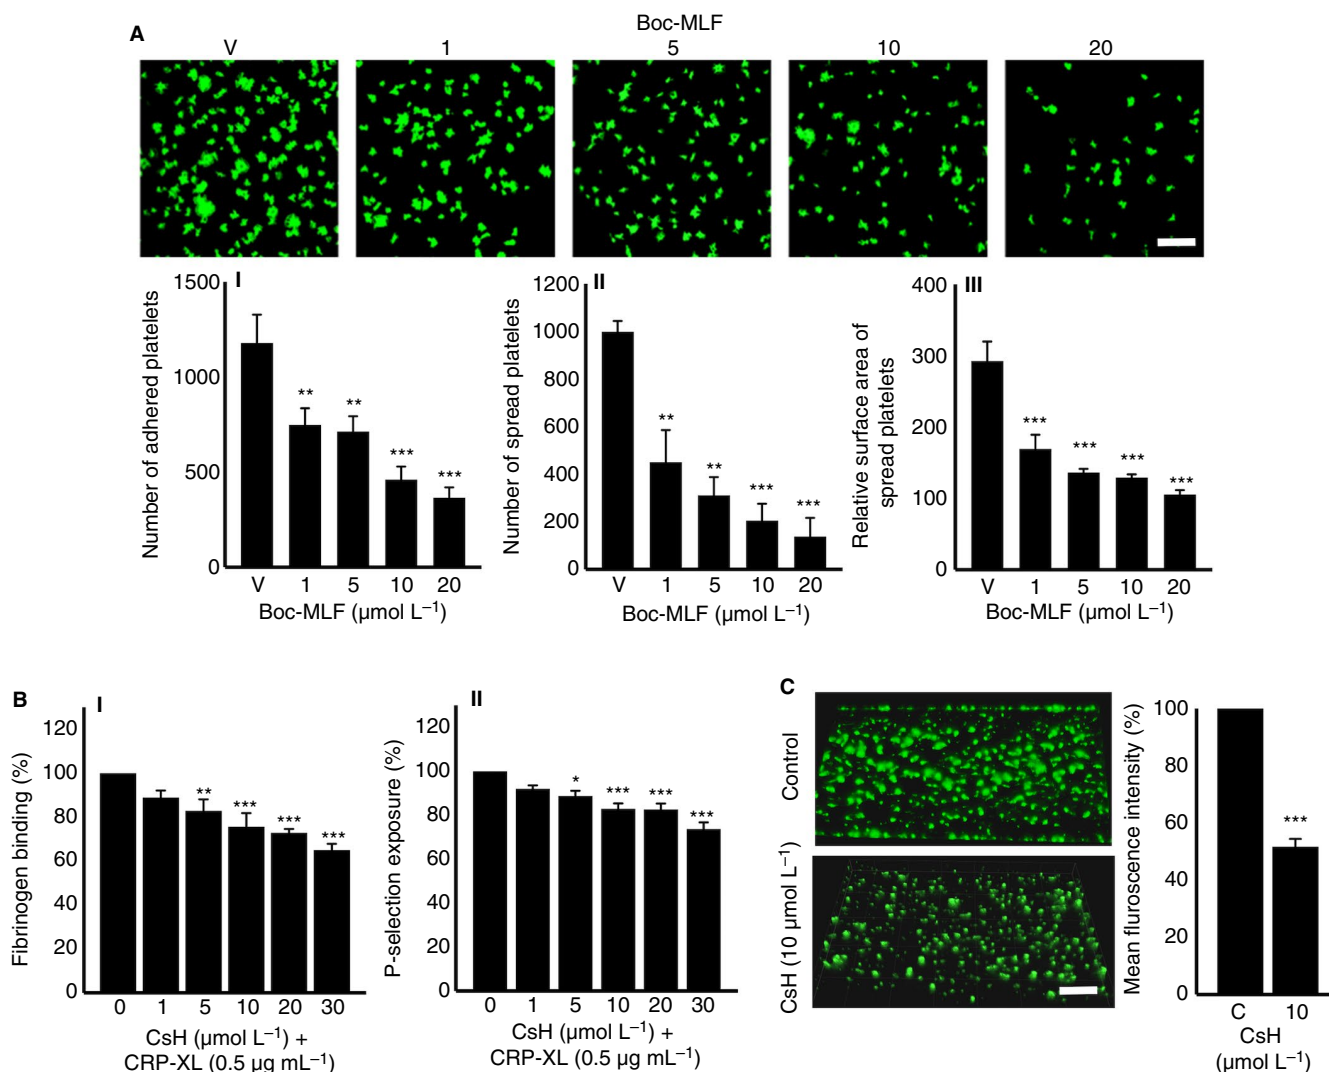 A
Boc-MLF
V 1 5 10 20
I
Number of adhered platelets
1500
1000
500
0
** ** *** ***
V 1 5 10 20
Boc-MLF (µmol L⁻¹)
II
Number of spread platelets
1200
1000
800
600
400
200
0
** ** *** ***
V 1 5 10 20
Boc-MLF (µmol L⁻¹)
III
Relative surface area of
spread platelets
400
300
200
100
0
*** *** *** ***
V 1 5 10 20
Boc-MLF (µmol L⁻¹)
B
I
Fibrinogen binding (%)
120
100
80
60
40
20
0
** *** *** ***
0 1 5 10 20 30
CsH (µmol L⁻¹) +
CRP-XL (0.5 µg mL⁻¹)
II
P-selection exposure (%)
120
100
80
60
40
20
0
* *** *** ***
0 1 5 10 20 30
CsH (µmol L⁻¹) +
CRP-XL (0.5 µg mL⁻¹)
C
Control
CsH (10 µmol L⁻¹)
Mean fluroscence intensity (%)
100
80
60
40
20
0
***
C 10
CsH
(µmol L⁻¹)